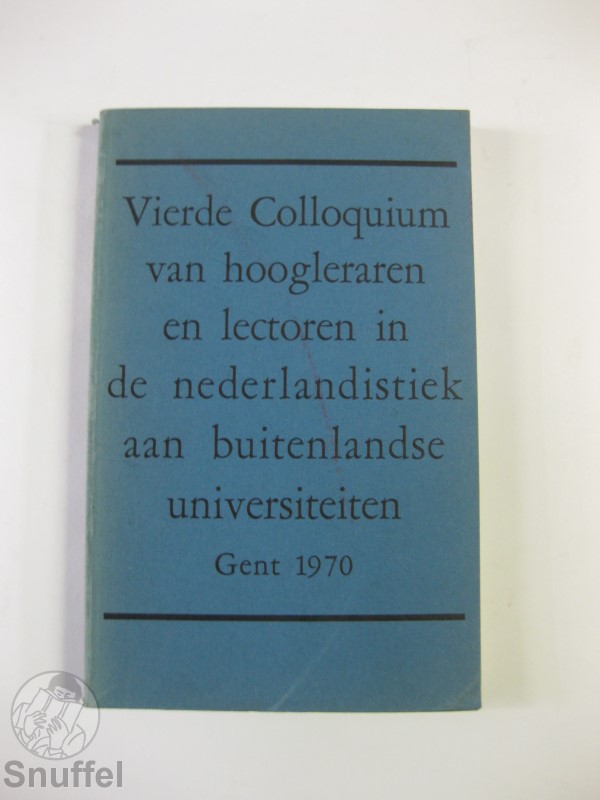 Vierde Colloquium
van hoogleraren
en lectoren in
de nederlandistiek
aan buitenlandse
universiteiten
Gent 1970
Snuffel